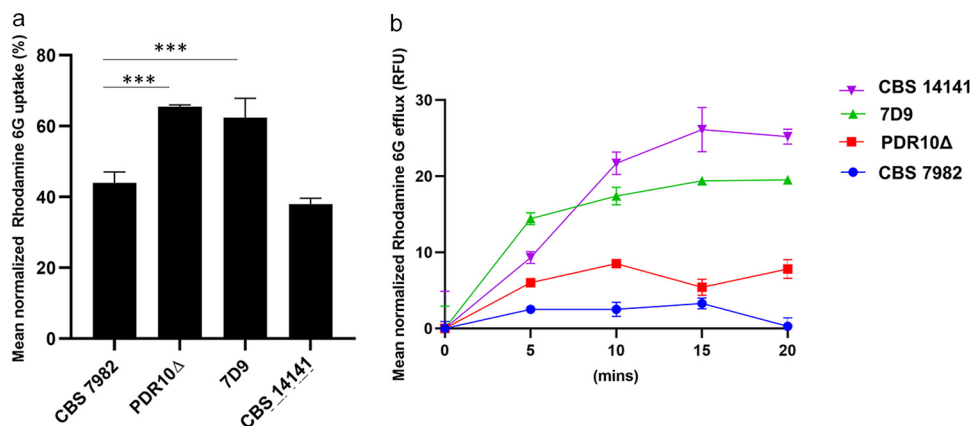 a
Mean normalized Rhodamine 6G uptake (%)
80
60
40
20
0
***
***
CBS 7982
PDR10Δ
7D9
CBS 14141
b
Mean normalized Rhodamine 6G efflux (RFU)
30
20
10
0
0 5 10 15 20
(mins)
CBS 14141
7D9
PDR10Δ
CBS 7982